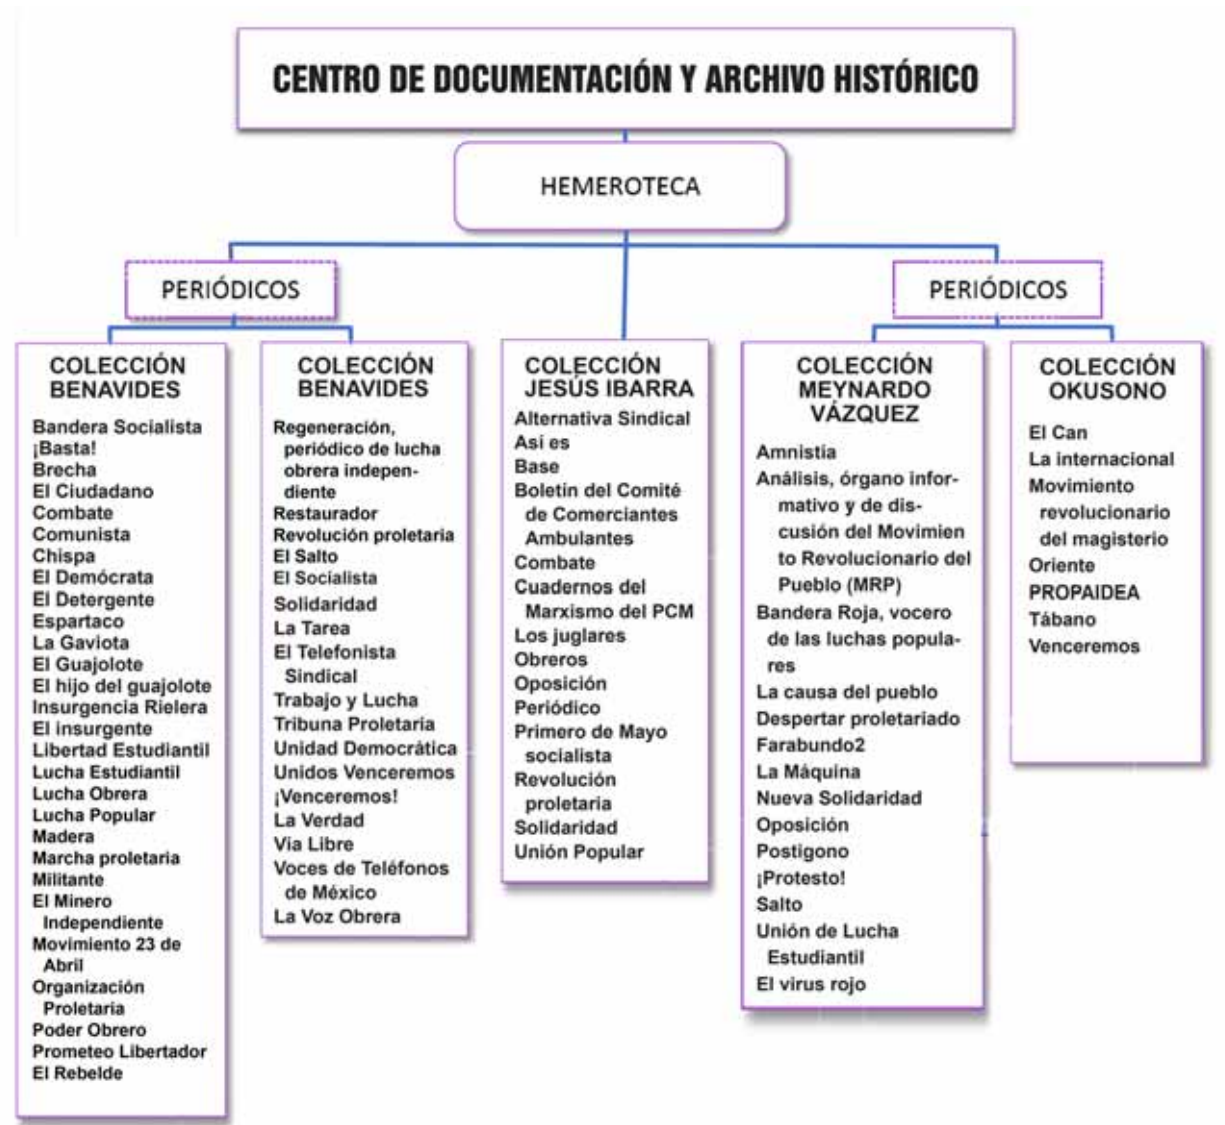 CENTRO DE DOCUMENTACIÓN Y ARCHIVO HISTÓRICO
HEMEROTECA
PERIÓDICOS
COLECCIÓN
BENAVIDES
Bandera Socialista
¡Basta!
Brecha
El Ciudadano
Combate
Comunista
Chispa
El Demócrata
El Detergente
Espartaco
La Gaviota
El Guajolote
El hijo del guajolote
Insurgencia Rielera
El insurgente
Libertad Estudiantil
Lucha Estudiantil
Lucha Obrera
Lucha Popular
Madera
Marcha proletaria
Militante
El Minero
Independiente
Movimiento 23 de
Abril
Organización
Proletaria
Poder Obrero
Prometeo Libertador
El Rebelde
COLECCIÓN
BENAVIDES
Regeneración,
periódico de lucha
obrera indepen-
diente
Restaurador
Revolución proletaria
El Salto
El Socialista
Solidaridad
La Tarea
El Telefonista
Sindical
Trabajo y Lucha
Tribuna Proletaria
Unidad Democrática
Unidos Venceremos
¡Venceremos!
La Verdad
Via Libre
Voces de Teléfonos
de México
La Voz Obrera
COLECCIÓN
JESÚS IBARRA
Alternativa Sindical
Asi es
Base
Boletín del Comité
de Comerciantes
Ambulantes
Combate
Cuadernos del
Marxismo del PCM
Los juglares
Obreros
Oposición
Periódico
Primero de Mayo
socialista
Revolución
proletaria
Solidaridad
Unión Popular
PERIÓDICOS
COLECCIÓN
MEYNARDO
VÁZQUEZ
Amnistía
Análisis, órgano infor-
mativo y de dis-
cusión del Movimien
to Revolucionario del
Pueblo (MRP)
Bandera Roja, vocero
de las luchas popula-
res
La causa del pueblo
Despertar proletariado
Farabundo2
La Máquina
Nueva Solidaridad
Oposición
Postigono
¡Protesto!
Salto
Unión de Lucha
Estudiantil
El virus rojo
COLECCIÓN
OKUSONO
El Can
La internacional
Movimiento
revolucionario
del magisterio
Oriente
PROPAIDEA
Tábano
Venceremos